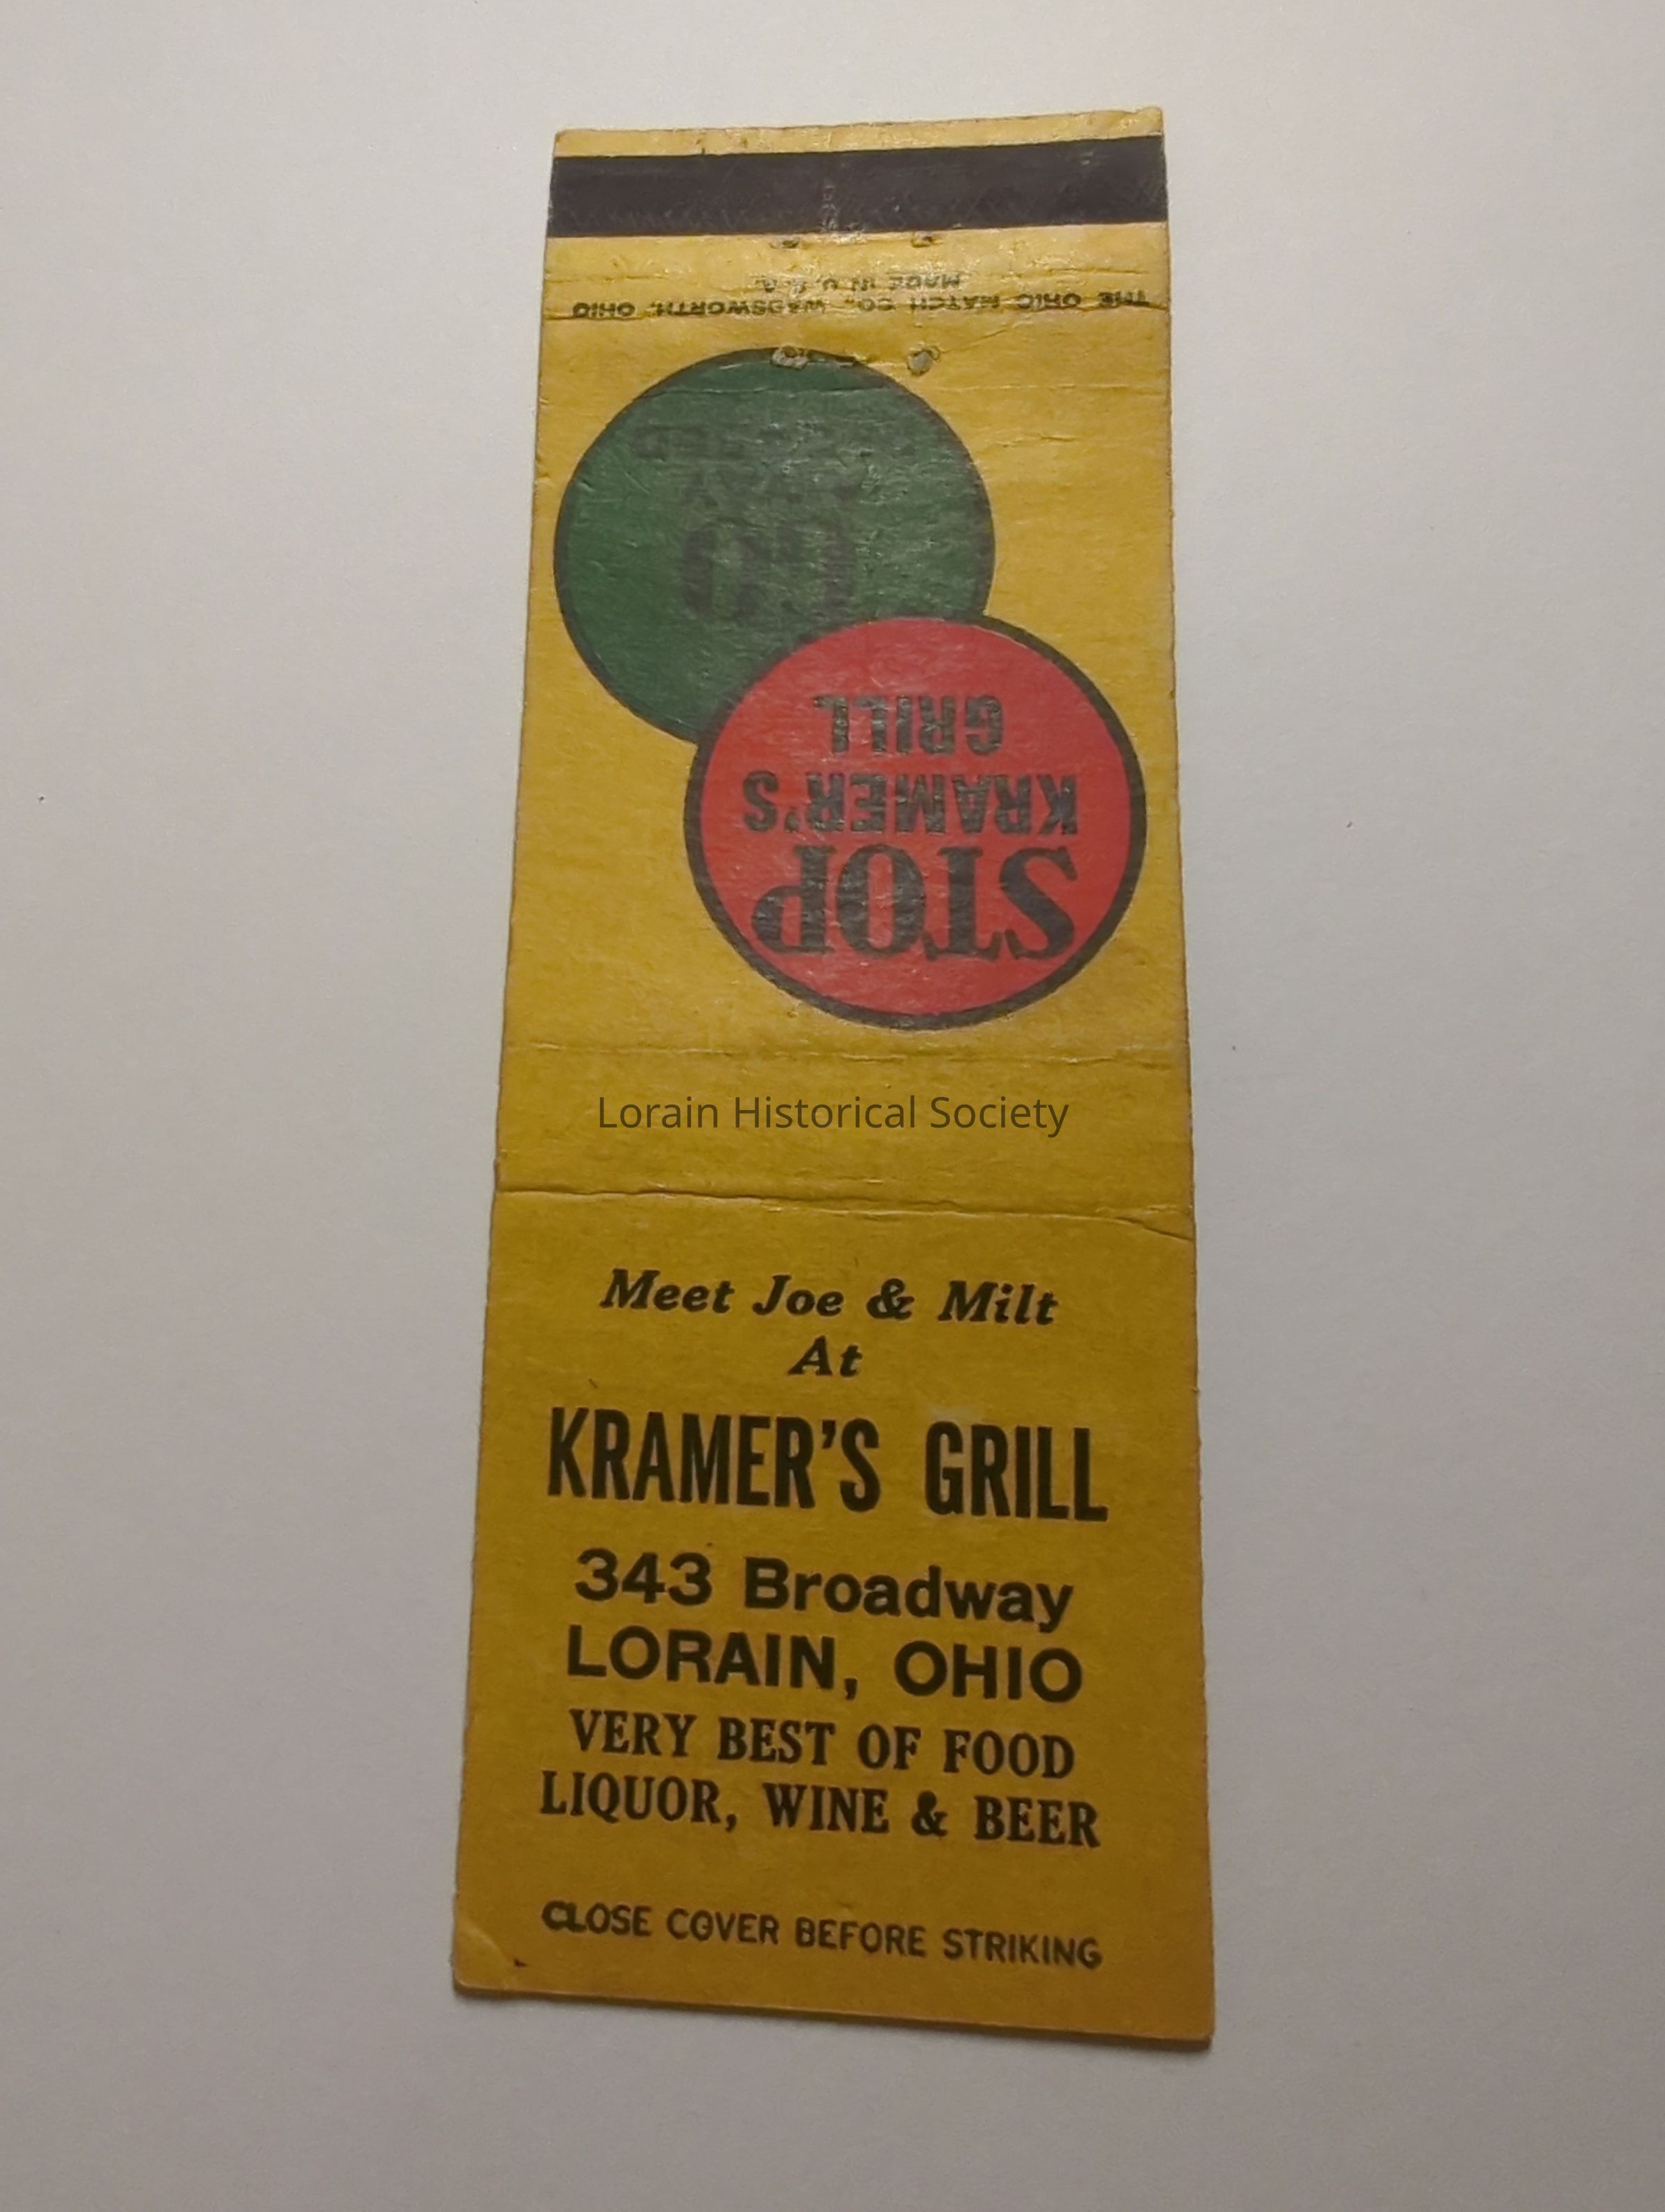 Meet Joe & Milt
At
KRAMER'S GRILL
343 Broadway
LORAIN, OHIO
VERY BEST OF FOOD
LIQUOR, WINE & BEER
CLOSE COVER BEFORE STRIKING
STOP
KRAMER'S
GRILL
GO
AWAY
THE OHIO MATCH CO., WADSWORTH, OHIO
MADE IN U.S.A.
Lorain Historical Society